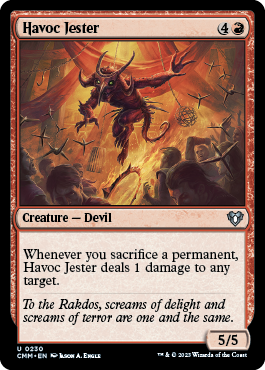 Havoc Jester
4
Creature — Devil
Whenever you sacrifice a permanent,
Havoc Jester deals 1 damage to any
target.
To the Rakdos, screams of delight and
screams of terror are one and the same.
5/5
U 0230
CMM • EN Jason A. Engle
™ & © 2023 Wizards of the Coast